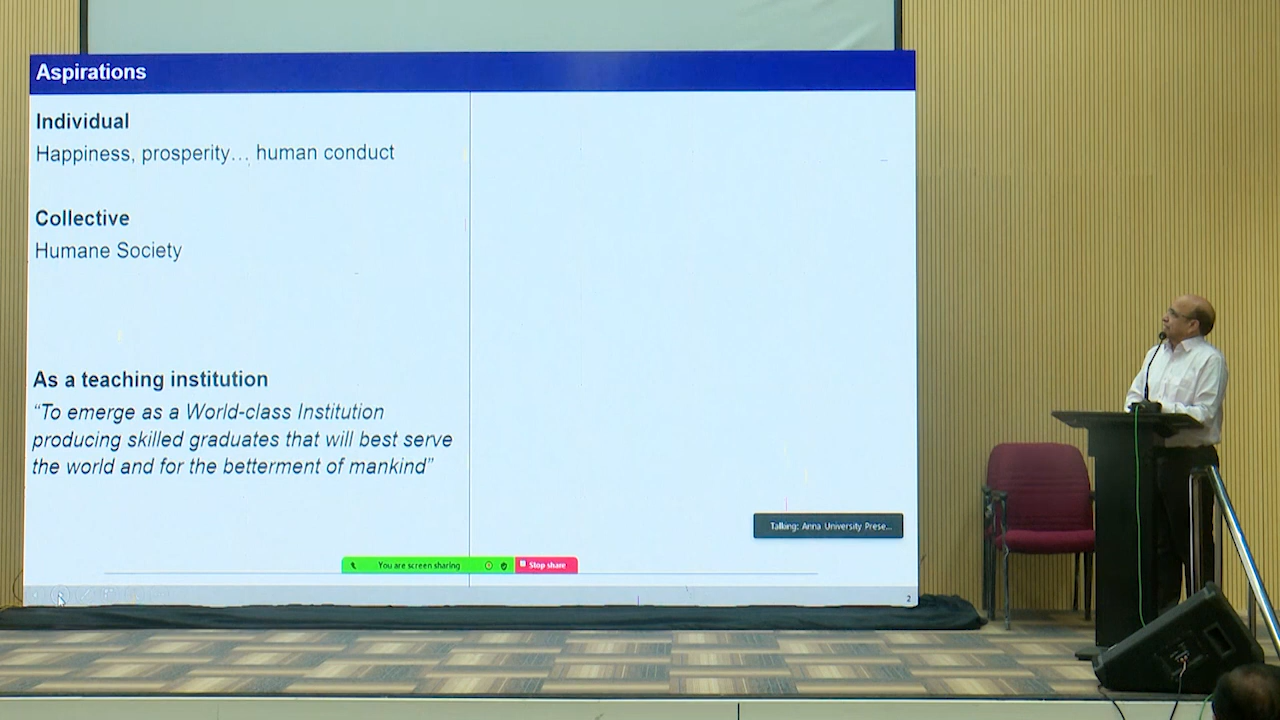 Aspirations
Individual
Happiness, prosperity… human conduct
Collective
Humane Society
As a teaching institution
“To emerge as a World-class Institution
producing skilled graduates that will best serve
the world and for the betterment of mankind”
Talking: Anna University Prese...
You are screen sharing
Stop share
2